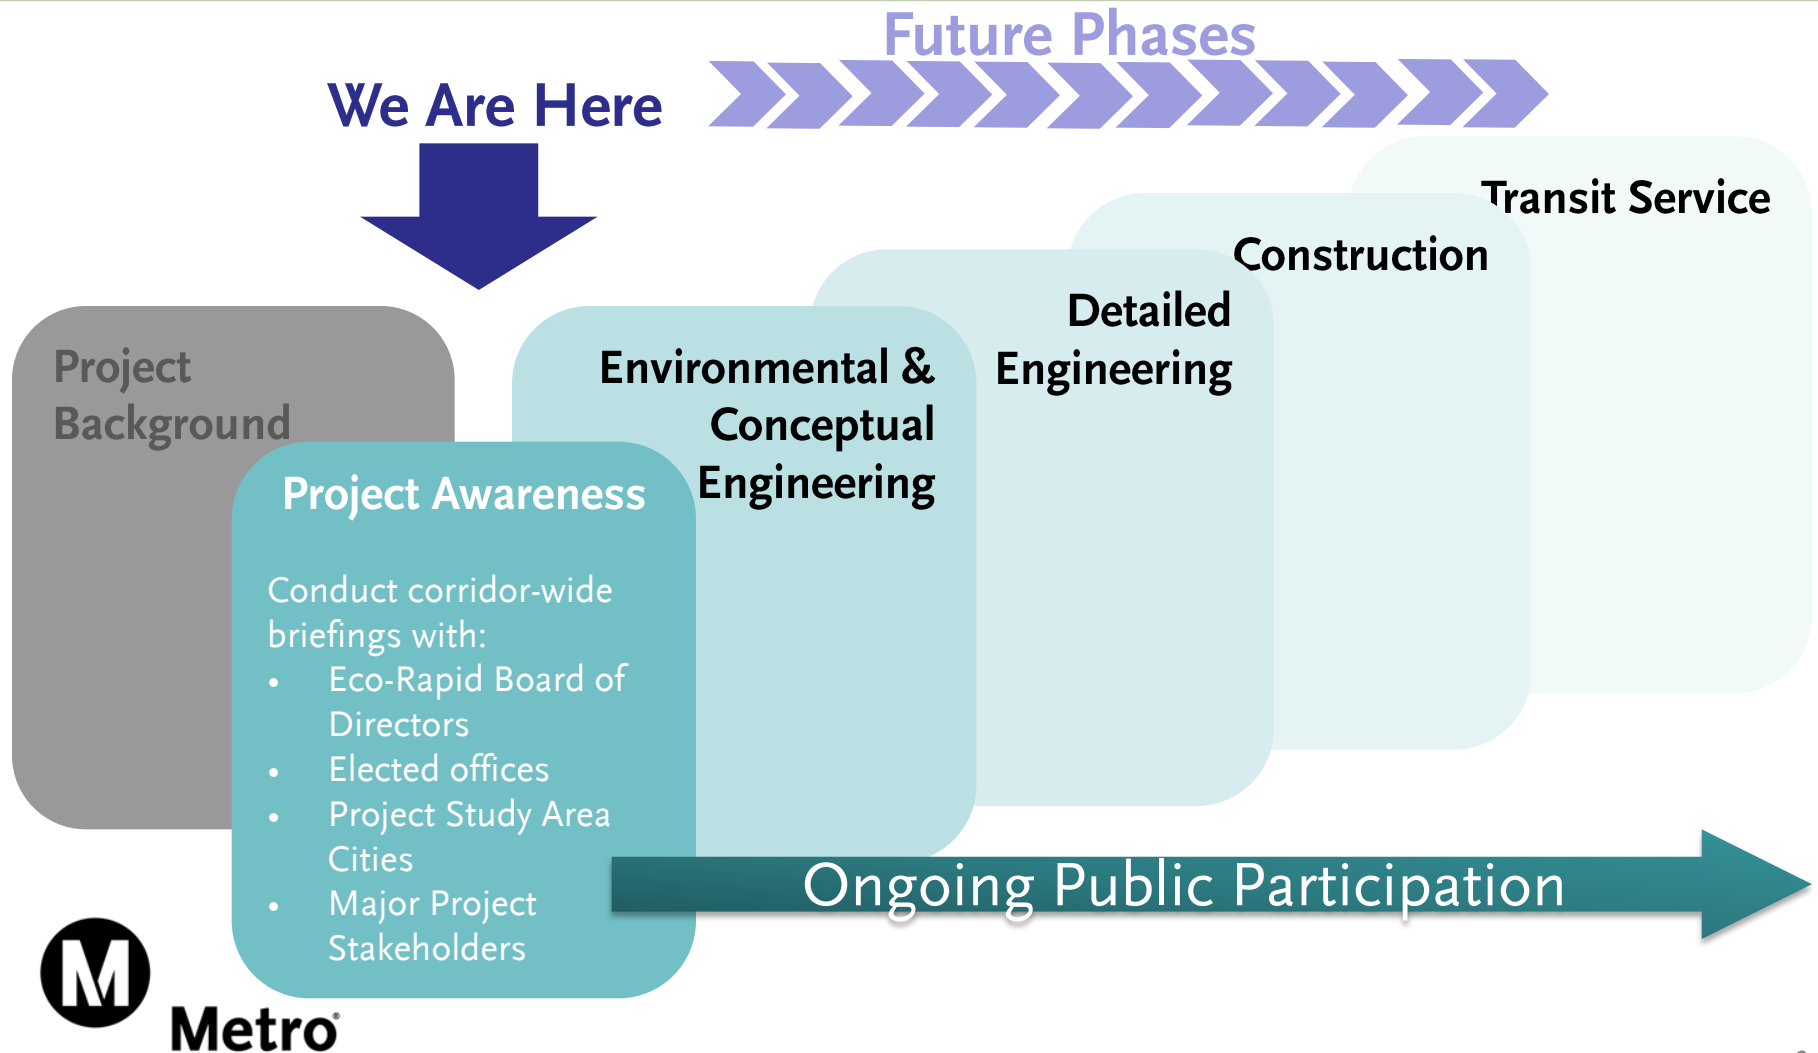 Future Phases
We Are Here
Transit Service
Construction
Detailed
Engineering
Environmental &
Conceptual
Engineering
Project
Background
Project Awareness
Conduct corridor-wide
briefings with:
• Eco-Rapid Board of
Directors
• Elected offices
• Project Study Area
Cities
• Major Project
Stakeholders
Ongoing Public Participation
M
Metro®